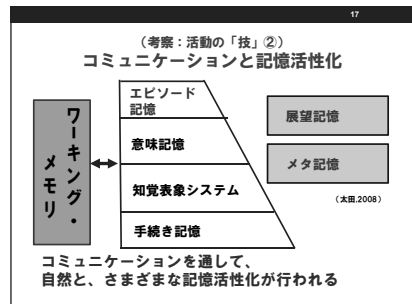 17
（考察：活動の「技」②）
コミュニケーションと記憶活性化
ワーキング・
メモリ
エピソード
記憶
意味記憶
知覚表象システム
手続き記憶
展望記憶
メタ記憶
（太田,2008）
コミュニケーションを通して、
自然と、さまざまな記憶活性化が行われる